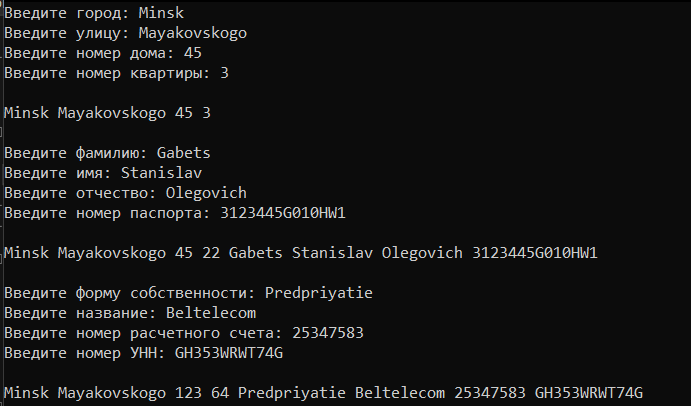 Введите город: Minsk
Введите улицу: Mayakovskogo
Введите номер дома: 45
Введите номер квартиры: 3
Minsk Mayakovskogo 45 3
Введите фамилию: Gabets
Введите имя: Stanislav
Введите отчество: Olegovich
Введите номер паспорта: 3123445G010HW1
Minsk Mayakovskogo 45 22 Gabets Stanislav Olegovich 3123445G010HW1
Введите форму собственности: Predpriyatie
Введите название: Beltelecom
Введите номер расчетного счета: 25347583
Введите номер УНН: GH353WRWT74G
Minsk Mayakovskogo 123 64 Predpriyatie Beltelecom 25347583 GH353WRWT74G